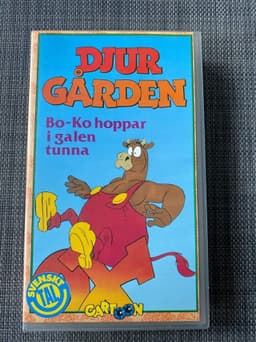 DJUR
GÅRDEN
Bo-Ko hoppar
i galen
tunna
SVENSKT
TAL
CARTOON